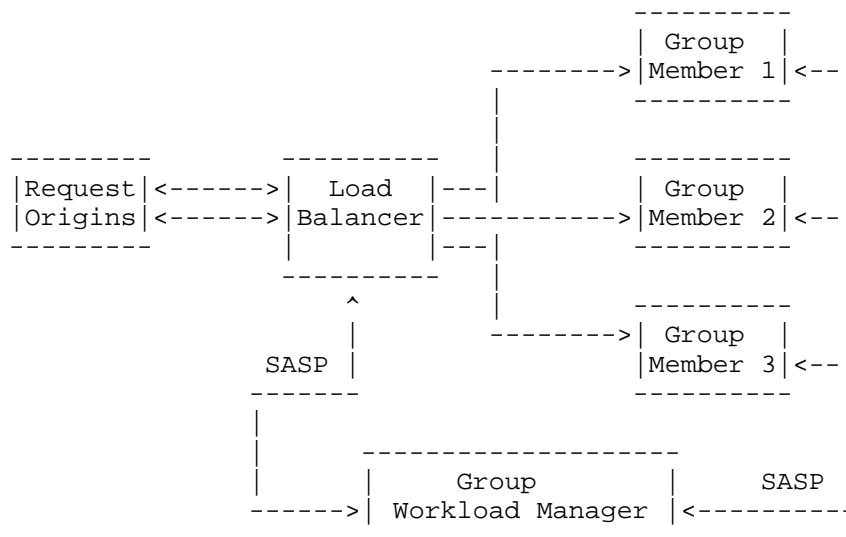 Group
Member 1
Request Load Group
Origins Balancer Member 2
Group
SASP Member 3
Group SASP
Workload Manager